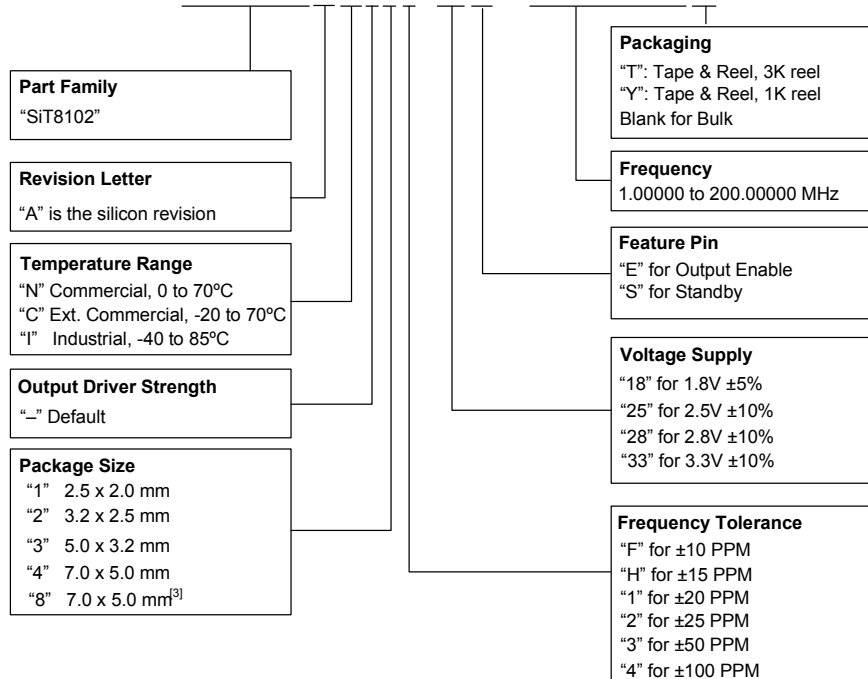 Part Family
“SiT8102”
Revision Letter
“A” is the silicon revision
Temperature Range
“N” Commercial, 0 to 70ºC
“C” Ext. Commercial, -20 to 70ºC
“I” Industrial, -40 to 85ºC
Output Driver Strength
“–” Default
Package Size
“1” 2.5 x 2.0 mm
“2” 3.2 x 2.5 mm
“3” 5.0 x 3.2 mm
“4” 7.0 x 5.0 mm
“8” 7.0 x 5.0 mm[3]
Packaging
“T”: Tape & Reel, 3K reel
“Y”: Tape & Reel, 1K reel
Blank for Bulk
Frequency
1.00000 to 200.00000 MHz
Feature Pin
“E” for Output Enable
“S” for Standby
Voltage Supply
“18” for 1.8V ±5%
“25” for 2.5V ±10%
“28” for 2.8V ±10%
“33” for 3.3V ±10%
Frequency Tolerance
“F” for ±10 PPM
“H” for ±15 PPM
“1” for ±20 PPM
“2” for ±25 PPM
“3” for ±50 PPM
“4” for ±100 PPM